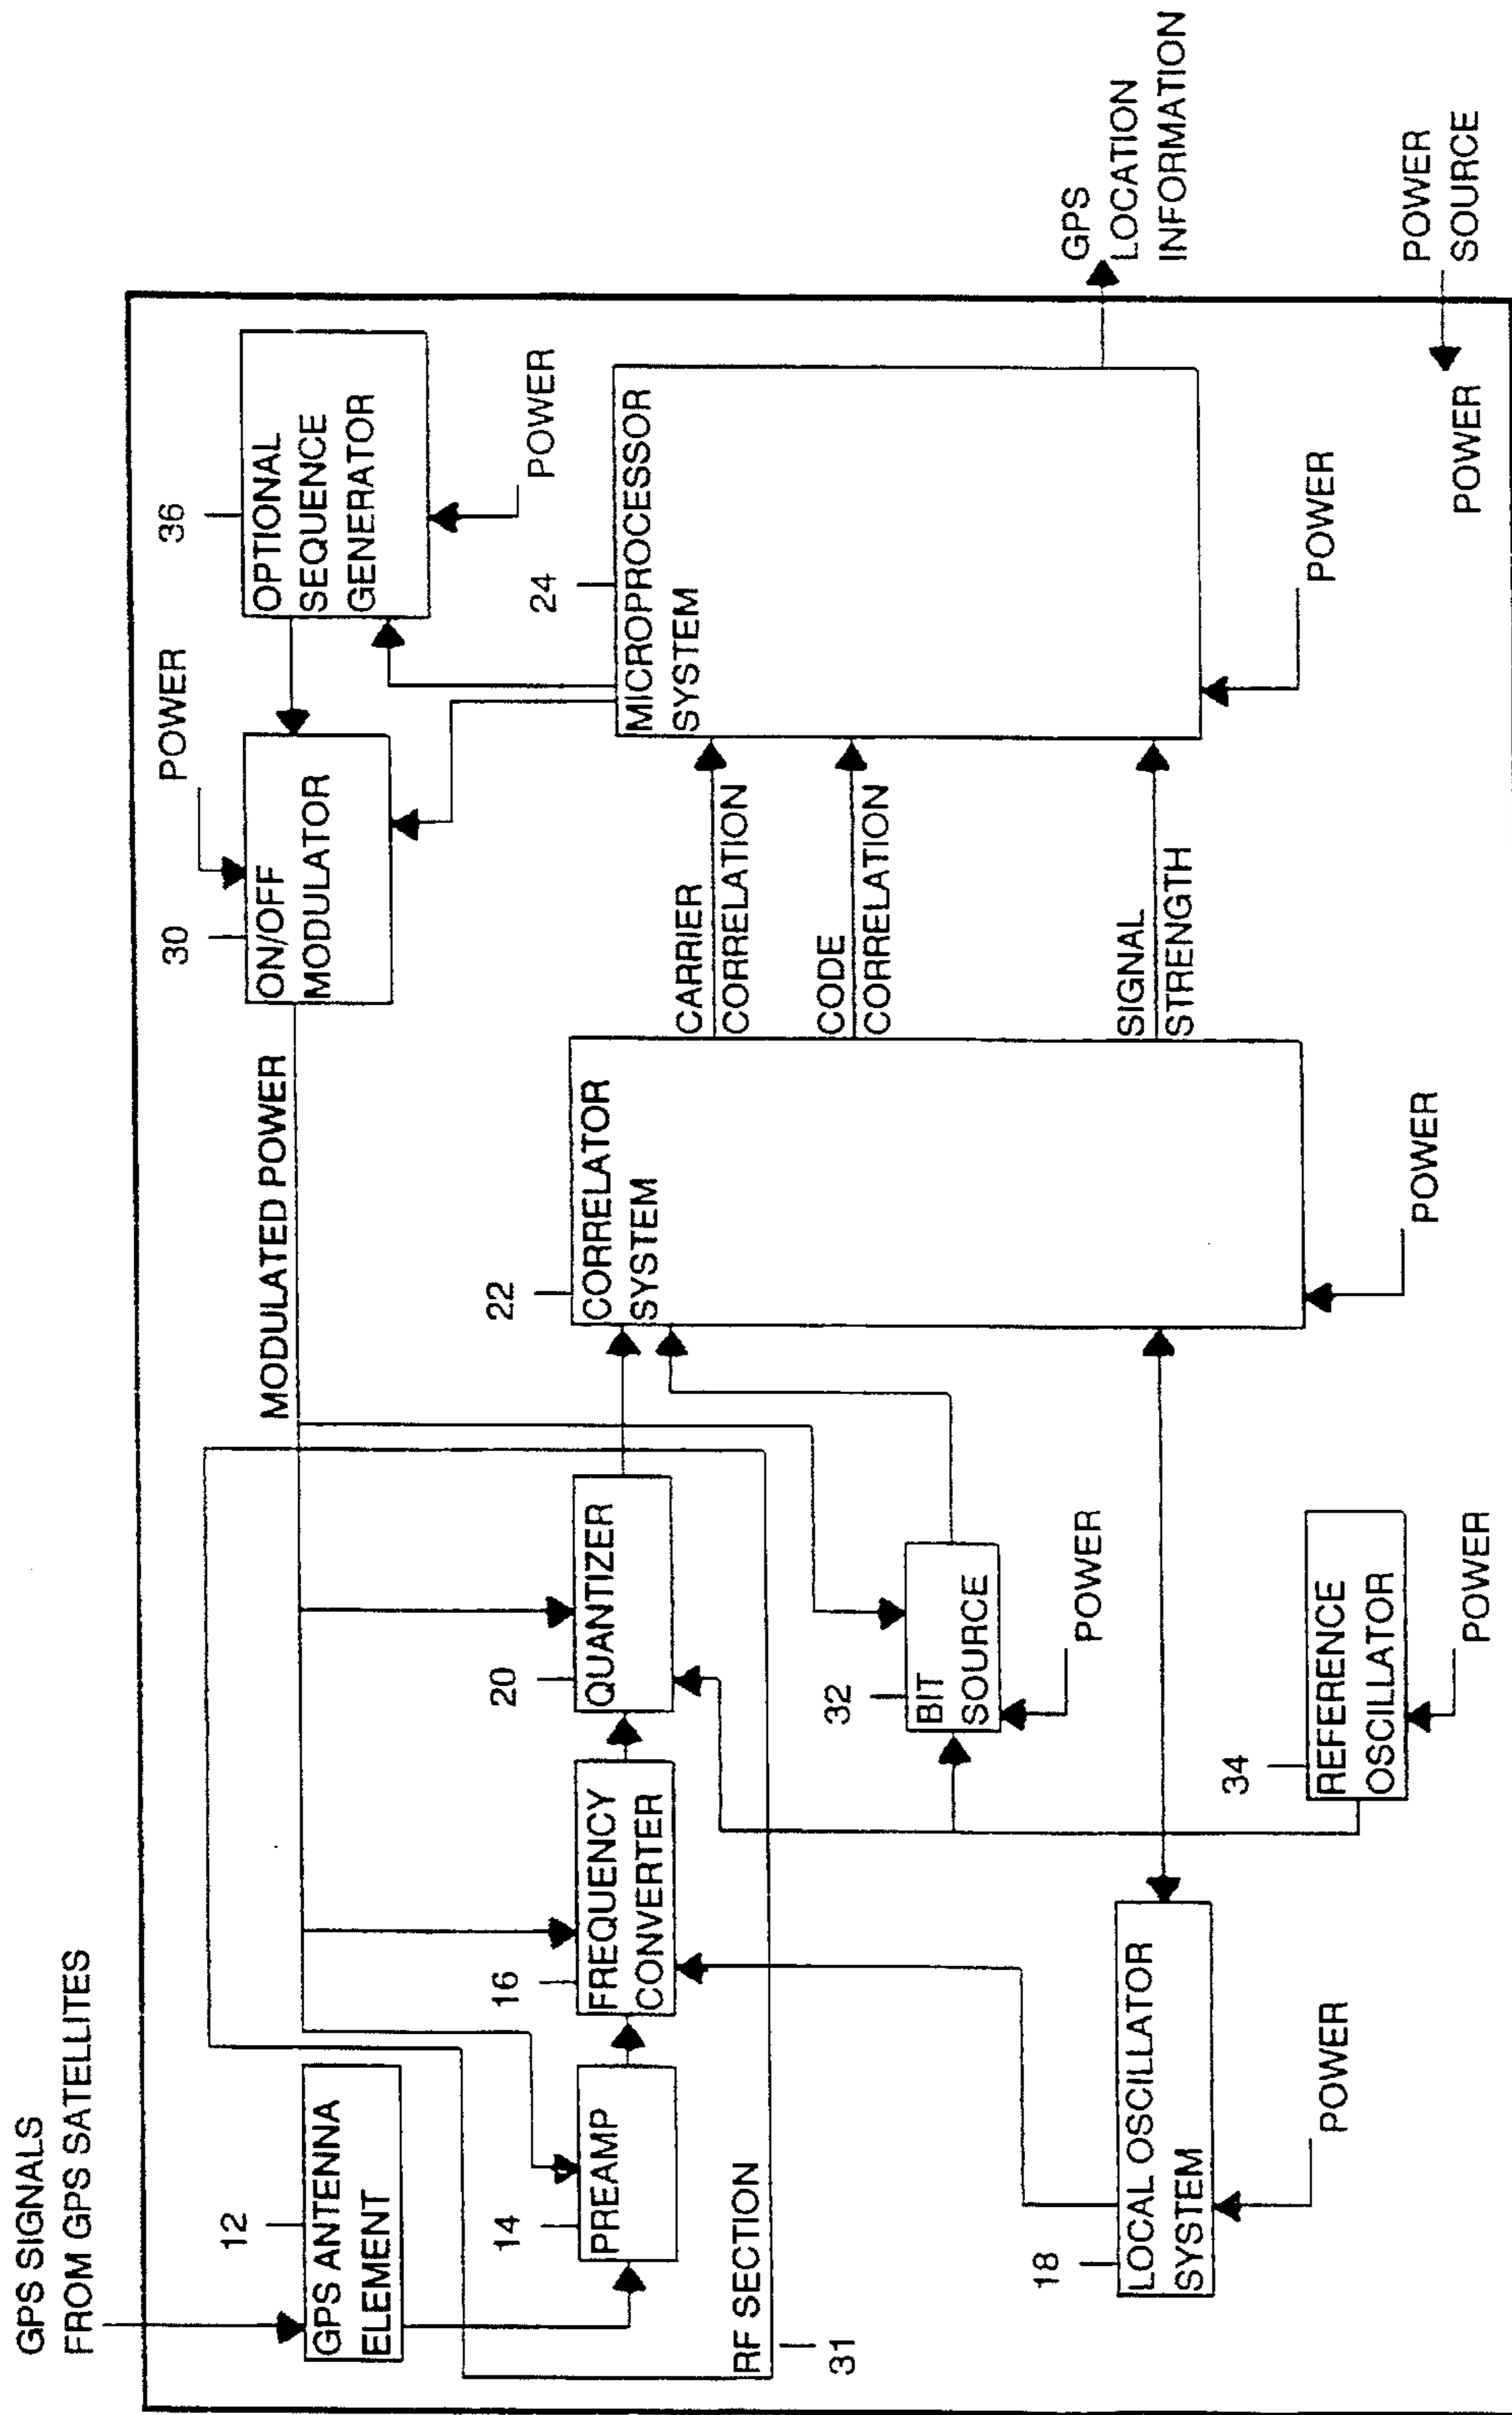 GPS SIGNALS
FROM GPS SATELLITES
12
GPS ANTENNA
ELEMENT
14
PREAMP
RF SECTION
31
16
FREQUENCY
CONVERTER
20
QUANTIZER
MODULATED POWER
30
ON/OFF
MODULATOR
POWER
36
OPTIONAL
SEQUENCE
GENERATOR
POWER
18
LOCAL OSCILLATOR
SYSTEM
POWER
32
BIT
SOURCE
POWER
34
REFERENCE
OSCILLATOR
POWER
22
CORRELATOR
SYSTEM
POWER
CARRIER
CORRELATION
CODE
CORRELATION
SIGNAL
STRENGTH
24
MICROPROCESSOR
SYSTEM
POWER
GPS
LOCATION
INFORMATION
POWER
POWER
SOURCE